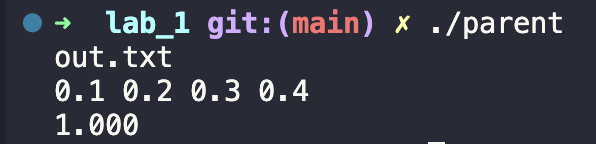 ➜ lab_1 git:(main) ✗ ./parent
out.txt
0.1 0.2 0.3 0.4
1.000